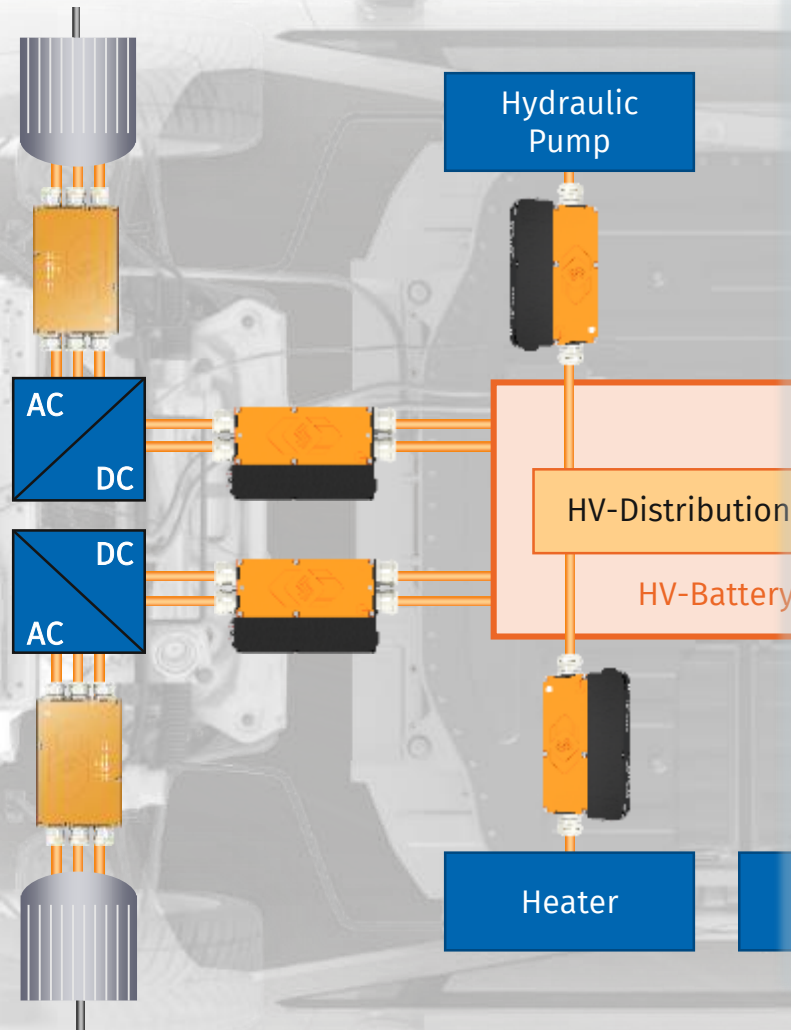 Hydraulic
Pump
AC
DC
HV-Distribution
DC
HV-Battery
AC
Heater